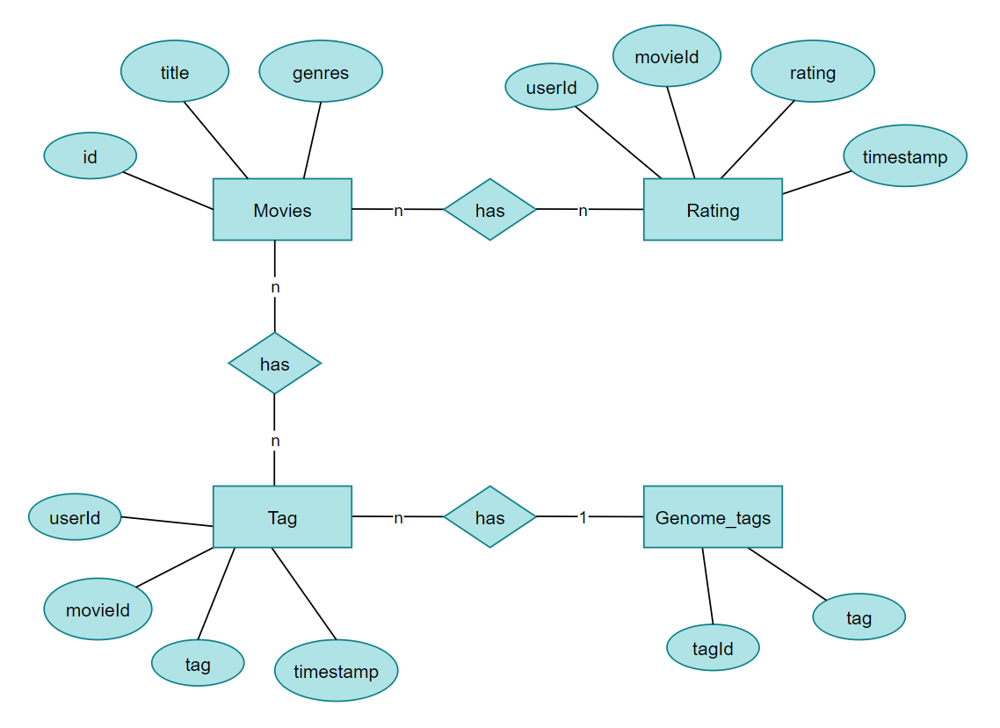 title
genres
userId
movieId
rating
id
timestamp
Movies
n
has
n
Rating
n
has
n
userId
Tag
n
has
1
Genome_tags
movieId
tag
timestamp
tagId
tag